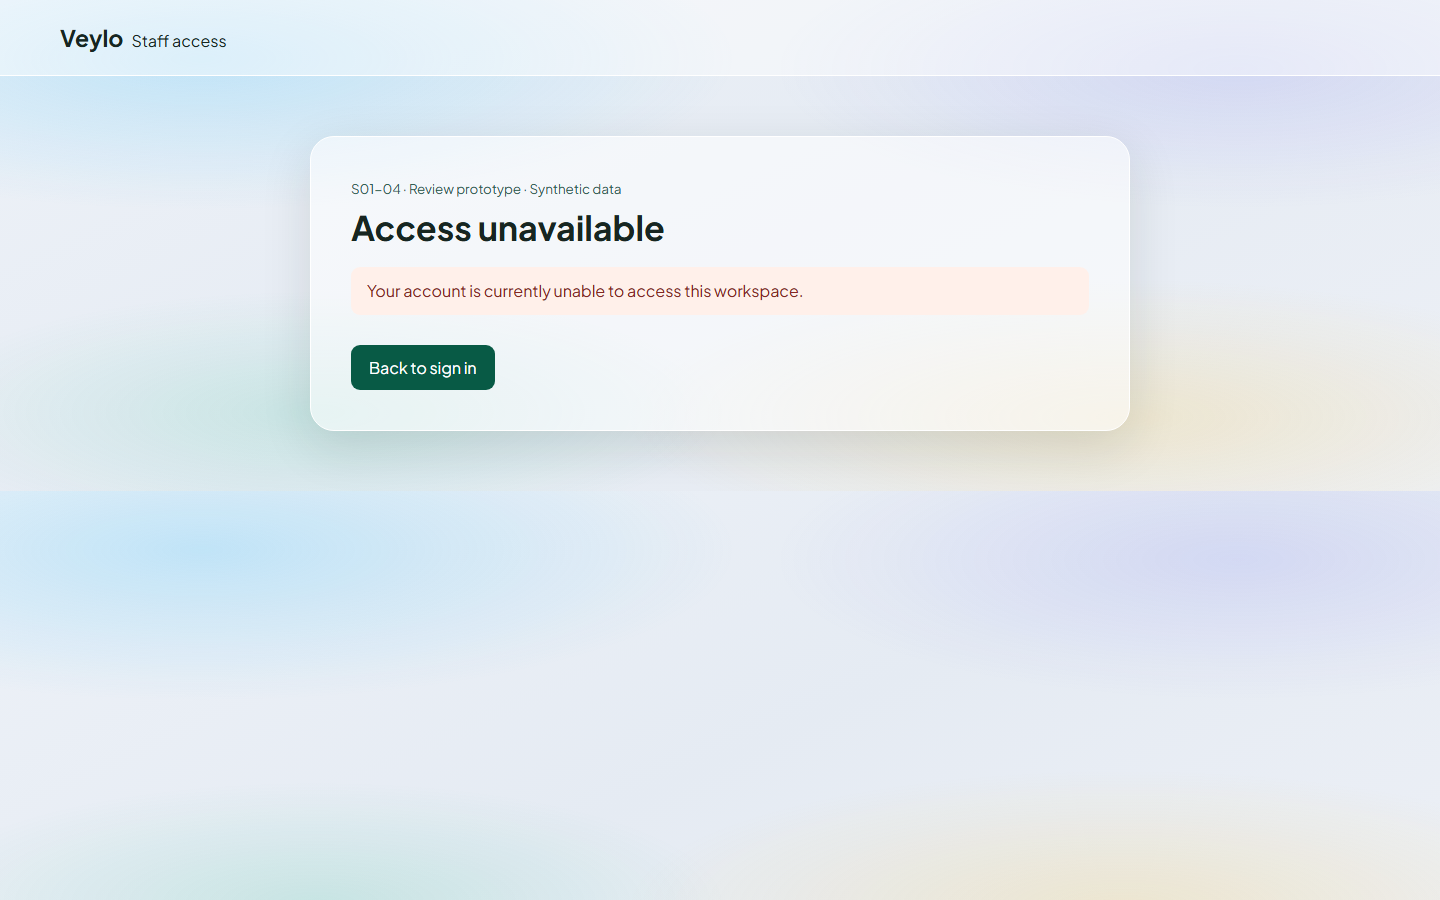 Veylo Staff access
S01–04 · Review prototype · Synthetic data
Access unavailable
Your account is currently unable to access this workspace.
Back to sign in